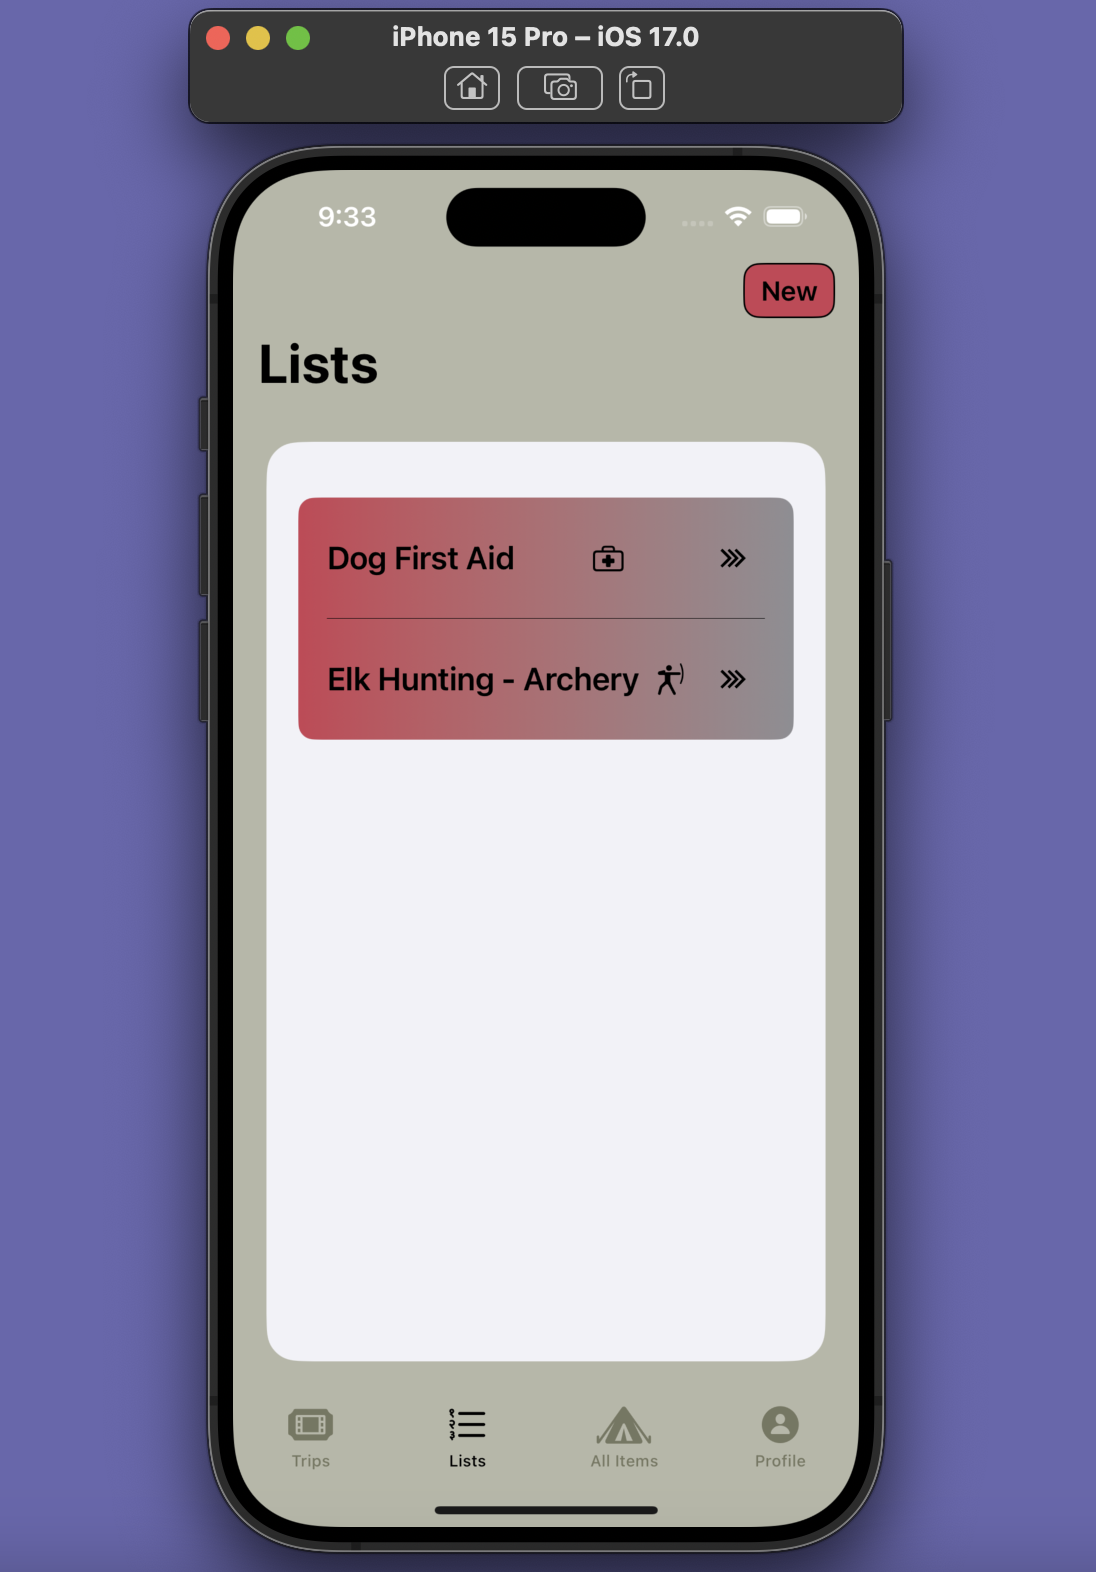 iPhone 15 Pro – iOS 17.0
9:33
New
Lists
Dog First Aid
Elk Hunting - Archery
Trips
Lists
All Items
Profile